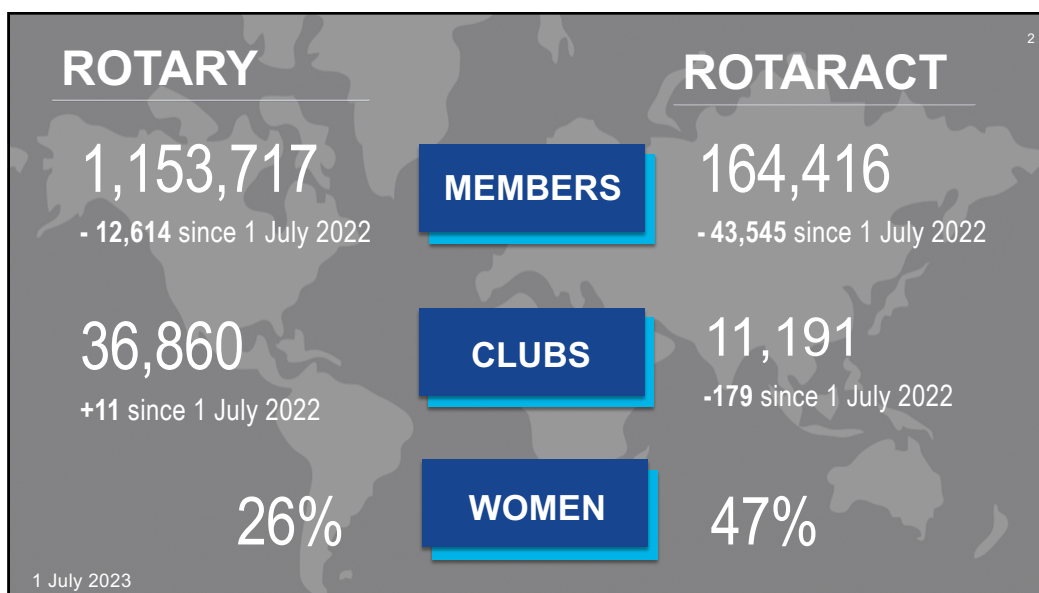 2
ROTARY
ROTARACT
1,153,717
- 12,614 since 1 July 2022
MEMBERS
164,416
- 43,545 since 1 July 2022
36,860
+11 since 1 July 2022
CLUBS
11,191
-179 since 1 July 2022
26%
WOMEN
47%
1 July 2023